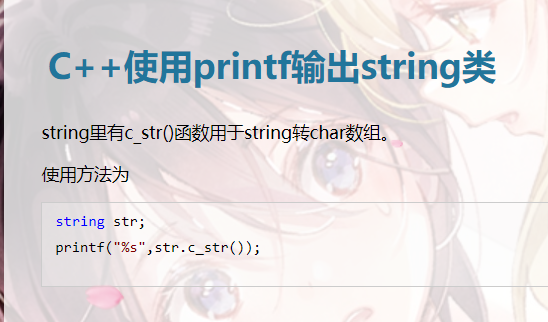 C++使用printf输出string类
string里有c_str()函数用于string转char数组。
使用方法为
string str;
printf("%s",str.c_str());